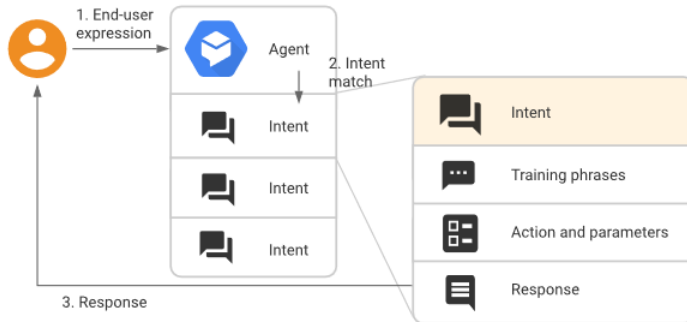 1. End-user
expression
Agent
2. Intent
match
Intent
Intent
Intent
Intent
Training phrases
Action and parameters
Response
3. Response